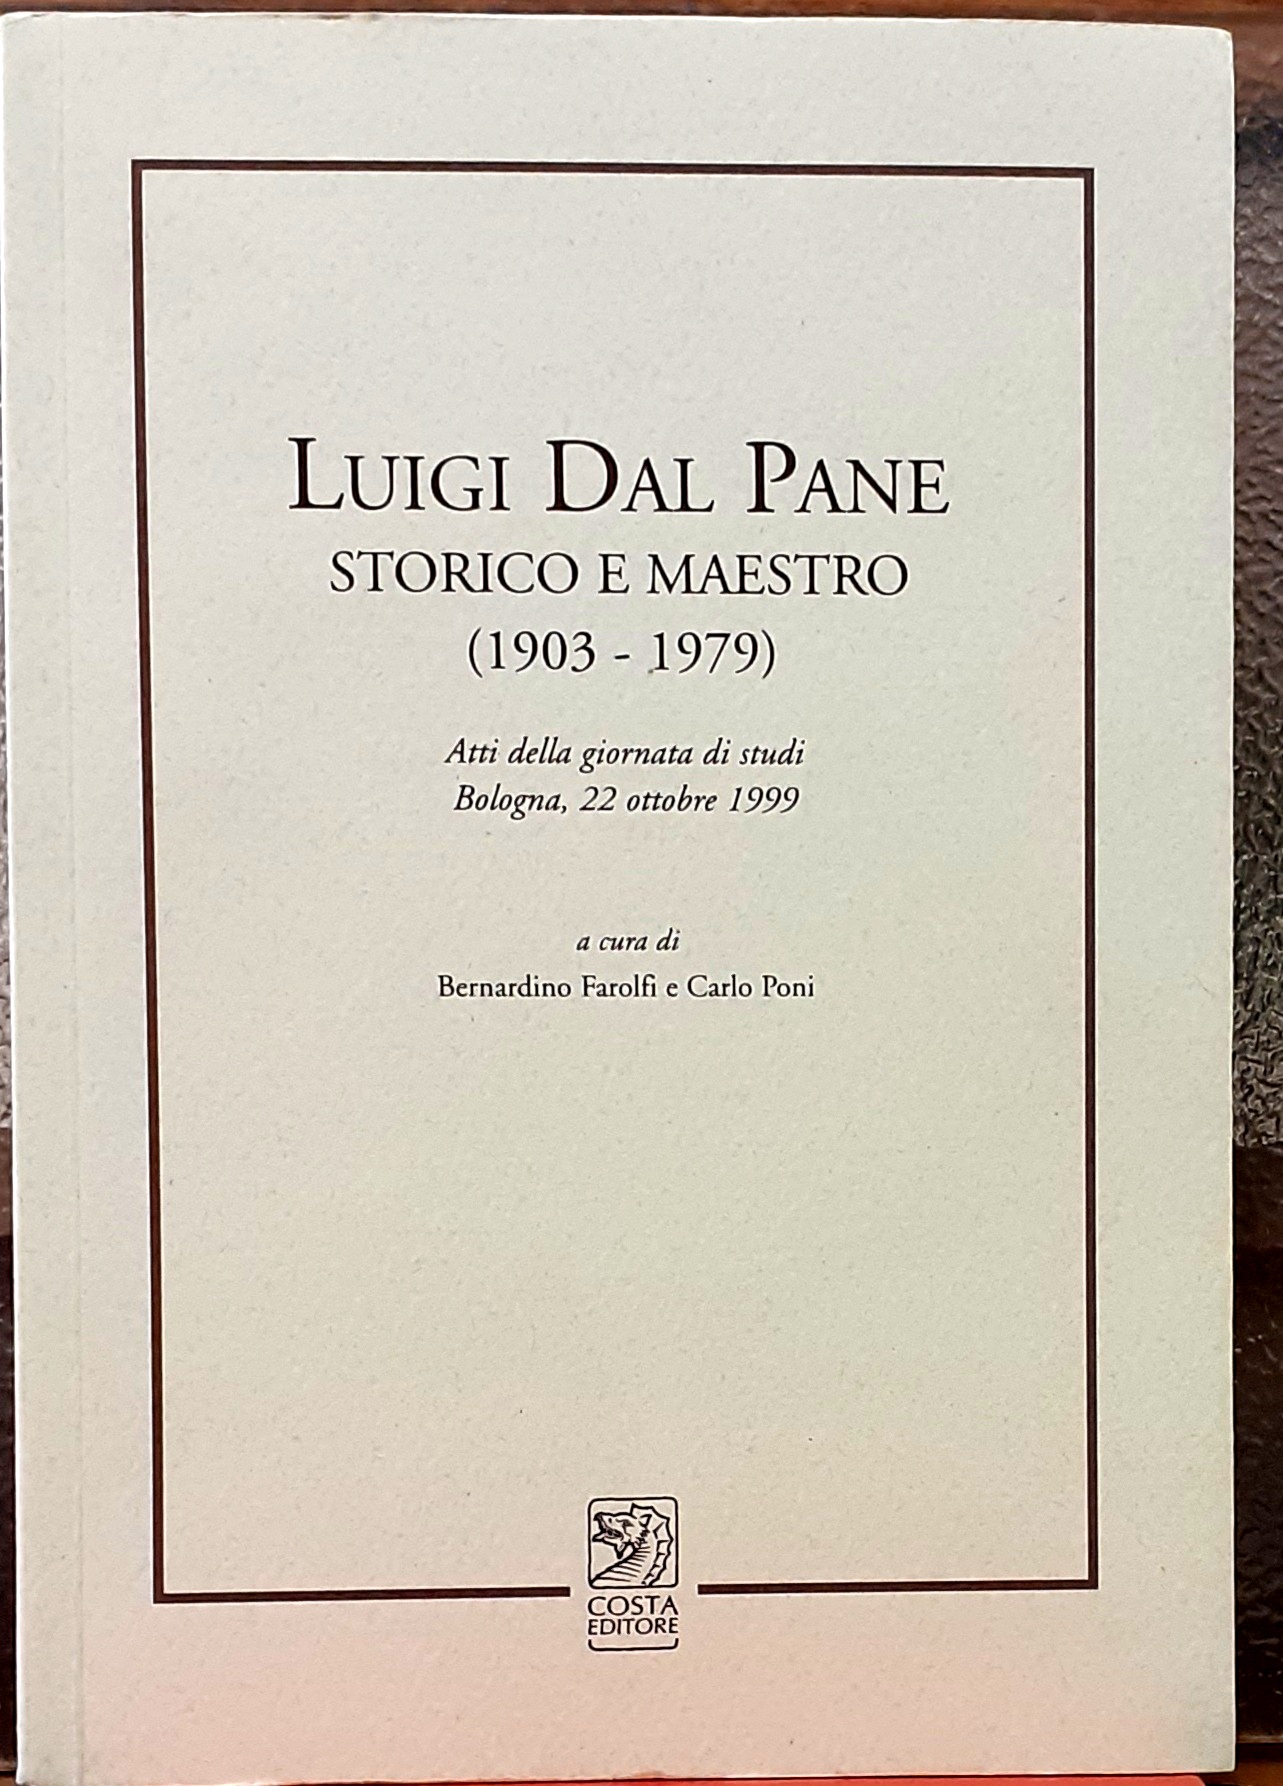 LUIGI DAL PANE
STORICO E MAESTRO
(1903 - 1979)
Atti della giornata di studi
Bologna, 22 ottobre 1999
a cura di
Bernardino Farolfi e Carlo Poni
COSTA
EDITORE